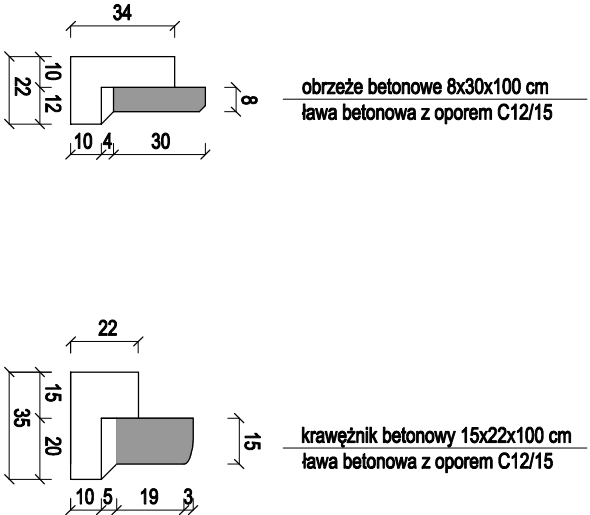 34
10
22
12
8
10 4 30
obrzeże betonowe 8x30x100 cm
ława betonowa z oporem C12/15
22
15
35
20
15
10 5 19 3
krawężnik betonowy 15x22x100 cm
ława betonowa z oporem C12/15